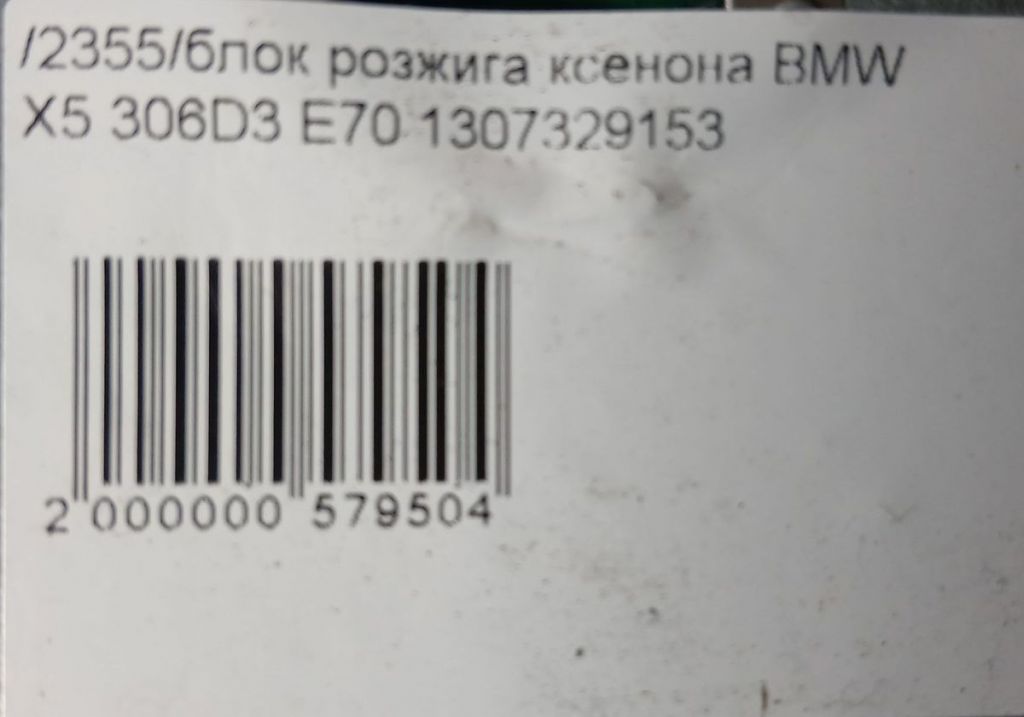 /2355/блок розжига ксенона BMW
X5 306D3 E70 1307329153
2 000000 579504